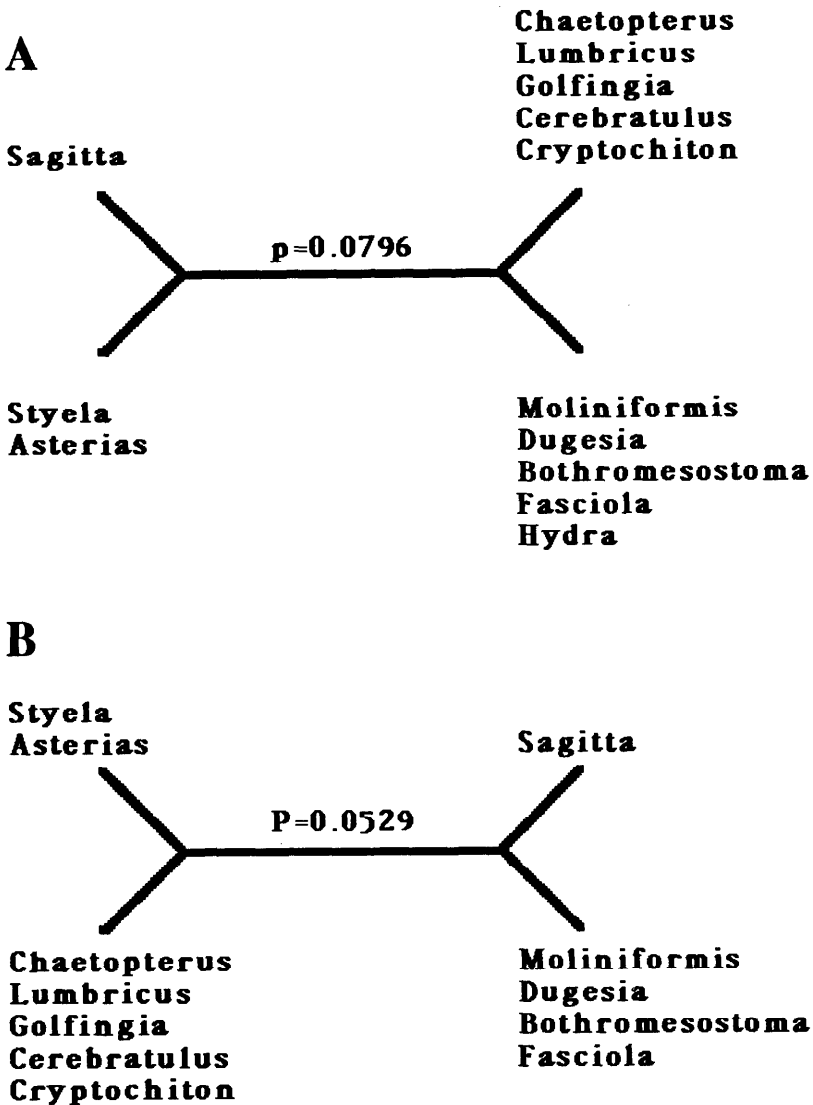 A
Chaetopterus
Lumbricus
Golfingia
Cerebratulus
Cryptochiton
Sagitta
p=0.0796
Styela
Asterias
Moliniformis
Dugesia
Bothromesostoma
Fasciola
Hydra
B
Styela
Asterias
Sagitta
P=0.0529
Chaetopterus
Lumbricus
Golfingia
Cerebratulus
Cryptochiton
Moliniformis
Dugesia
Bothromesostoma
Fasciola